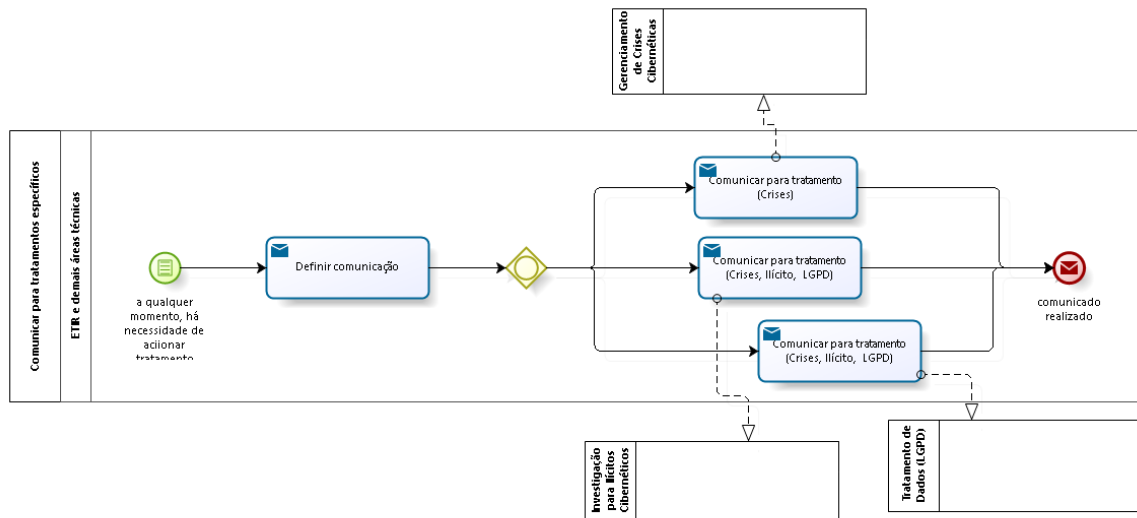 Gerenciamento
de Crises
Cibernéticas
Comunicar para tratamentos específicos
ETIR e demais áreas técnicas
a qualquer
momento, há
necessidade de
aciionar
tratamento
Definir comunicação
Comunicar para tratamento
(Crises)
Comunicar para tratamento
(Crises, Ilícito, LGPD)
Comunicar para tratamento
(Crises, Ilícito, LGPD)
comunicado
realizado
Investigação
para Ilícitos
Cibernéticos
Tratamento de
Dados (LGPD)